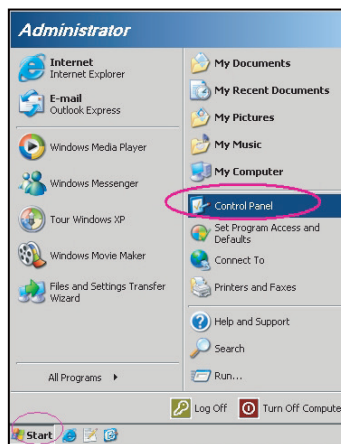 Administrator
Internet
Internet Explorer
E-mail
Outlook Express
Windows Media Player
Windows Messenger
Tour Windows XP
Windows Movie Maker
Files and Settings Transfer
Wizard
All Programs
My Documents
My Recent Documents
My Pictures
My Music
My Computer
Control Panel
Set Program Access and
Defaults
Connect To
Printers and Faxes
Help and Support
Search
Run...
Log Off
Turn Off Compute
Start